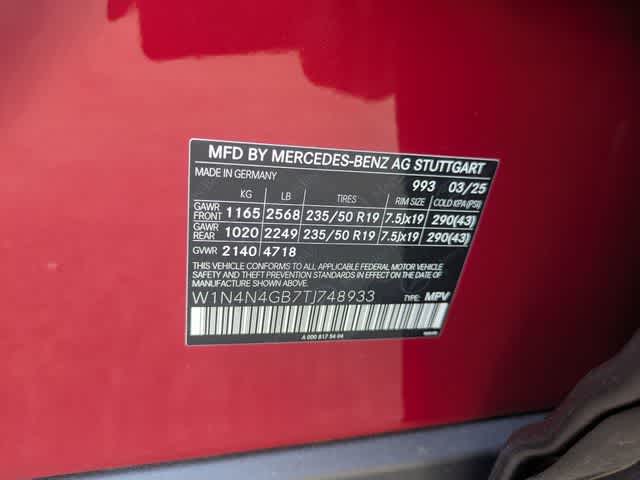 MFD BY MERCEDES-BENZ AG STUTTGART
MADE IN GERMANY 993 03/25
KG LB TIRES RIM SIZE COLD KPA(PSI)
GAWR FRONT 1165 2568 235/50 R19 7.5Jx19 290(43)
GAWR REAR 1020 2249 235/50 R19 7.5Jx19 290(43)
GVWR 2140 4718
THIS VEHICLE CONFORMS TO ALL APPLICABLE FEDERAL MOTOR VEHICLE
SAFETY AND THEFT PREVENTION STANDARDS IN EFFECT ON THE DATE OF
MANUFACTURE SHOWN ABOVE.
W1N4N4GB7TJ748933 TYPE: MPV
A 000 817 54 04